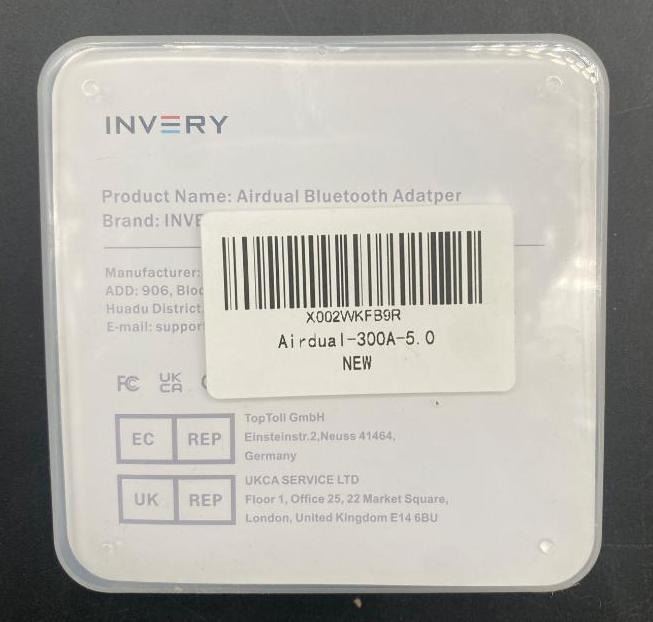 INVERY
Product Name: Airdual Bluetooth Adatper
Brand: INVE
Manufacturer:
ADD: 906, Bloc
Huadu District,
E-mail: suppor
X002WKFB9R
Airdual-300A-5.0
NEW
FC UK CA
EC REP
TopToll GmbH
Einsteinstr.2,Neuss 41464,
Germany
UK REP
UKCA SERVICE LTD
Floor 1, Office 25, 22 Market Square,
London, United Kingdom E14 6BU